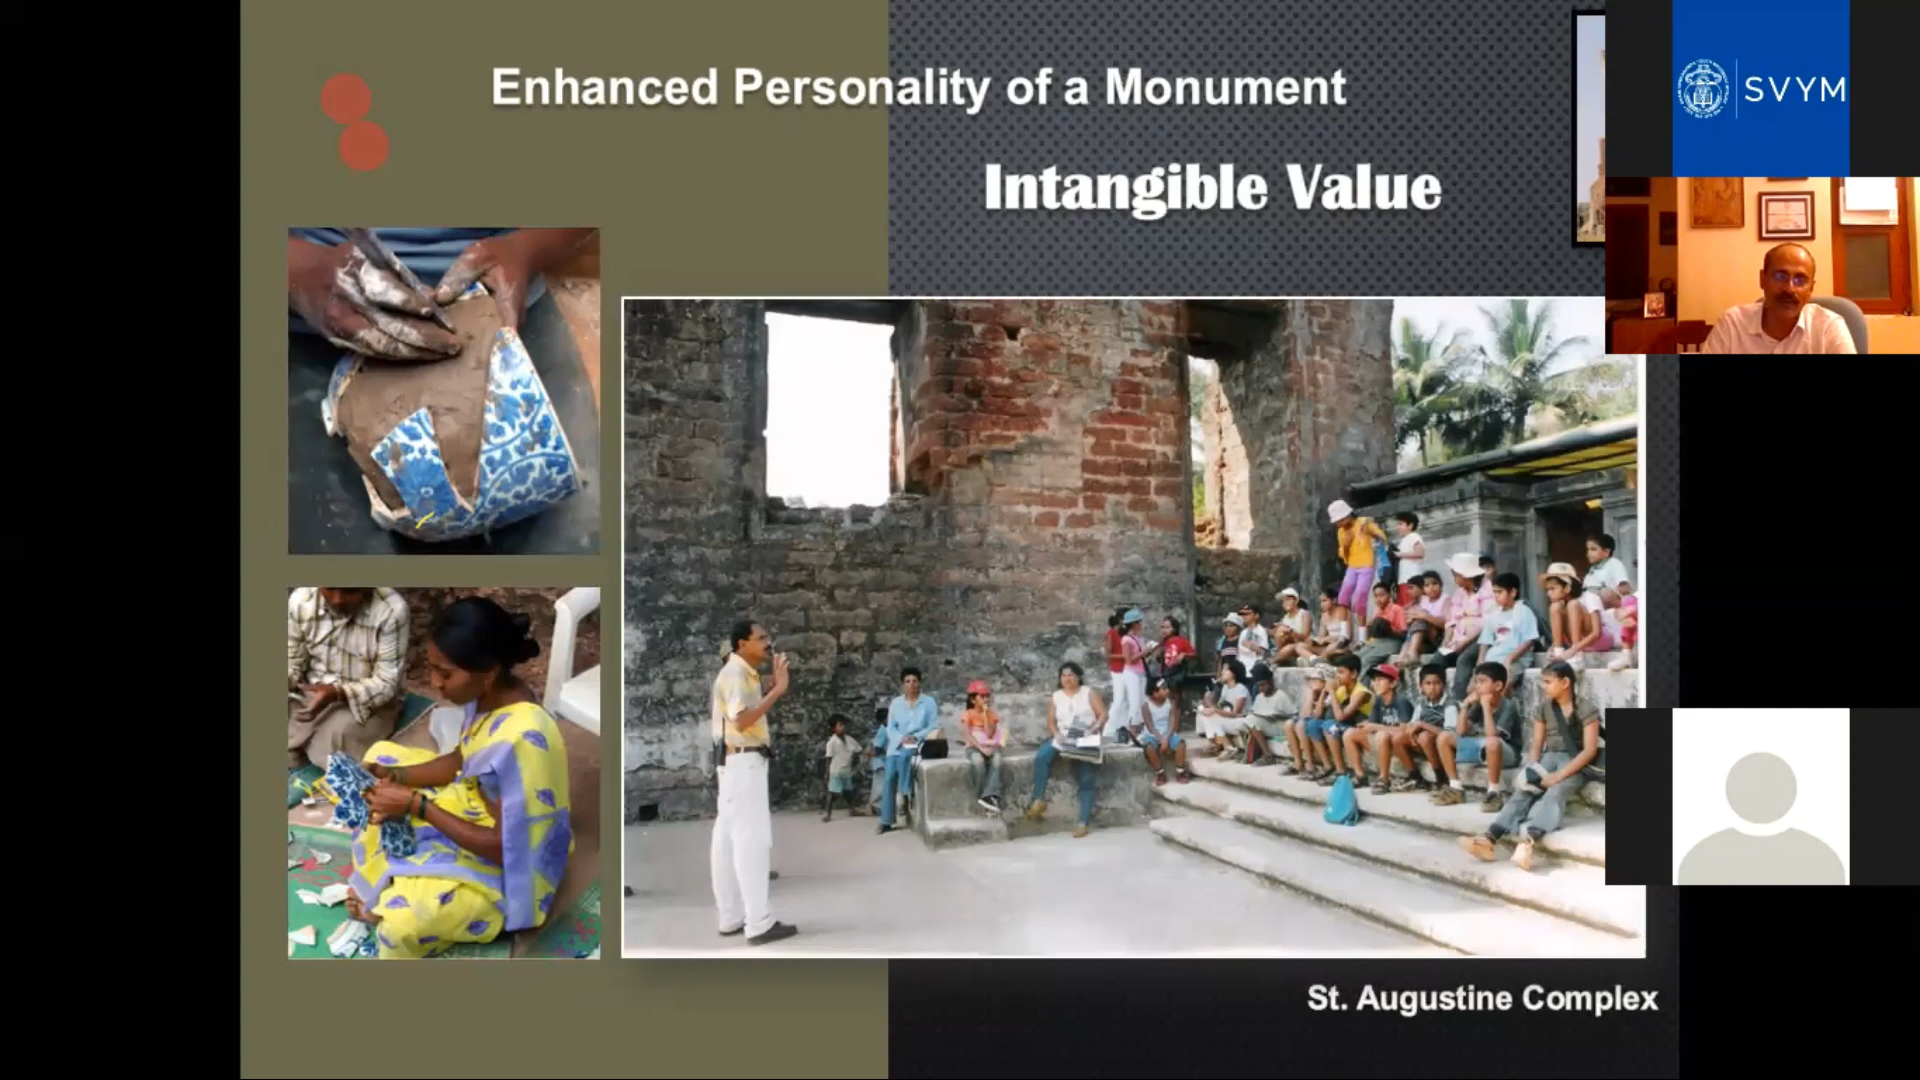 Enhanced Personality of a Monument
Intangible Value
SVYM
St. Augustine Complex